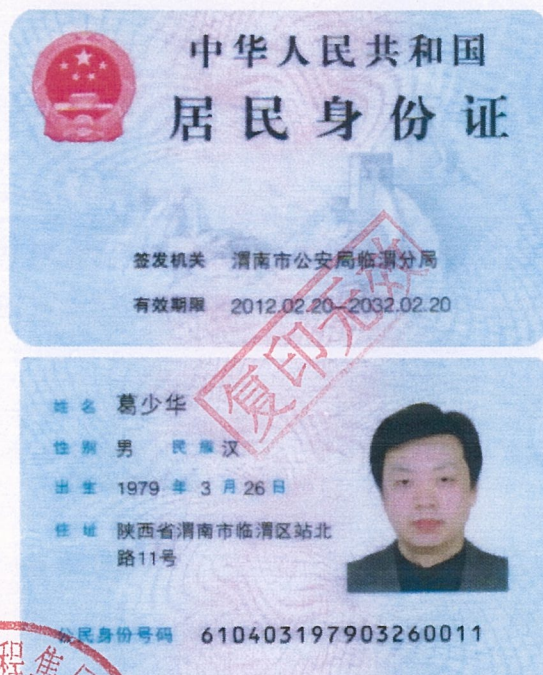 中华人民共和国
居民身份证
签发机关 渭南市公安局临渭分局
有效期限 2012.02.20-2032.02.20
复印无效
姓名 葛少华
性别 男 民族 汉
出生 1979 年 3 月 26 日
住址 陕西省渭南市临渭区站北
路11号
公民身份号码 610403197903260011
程集